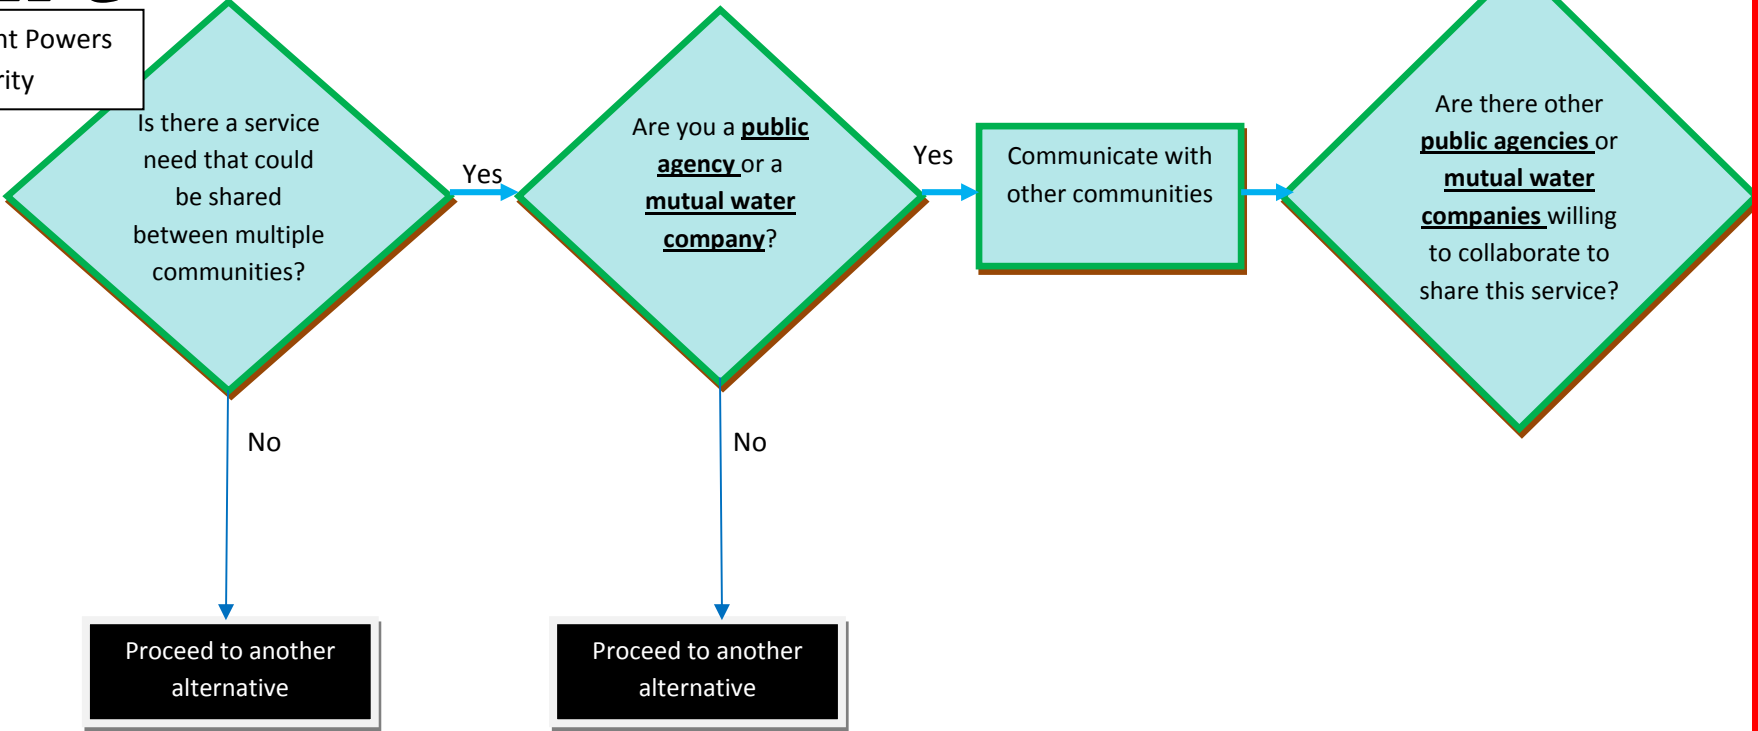 nt Powers
rity
Is there a service
need that could
be shared
between multiple
communities?
Yes
Are you a public
agency or a
mutual water
company?
Yes
Communicate with
other communities
Are there other
public agencies or
mutual water
companies willing
to collaborate to
share this service?
No
No
Proceed to another
alternative
Proceed to another
alternative